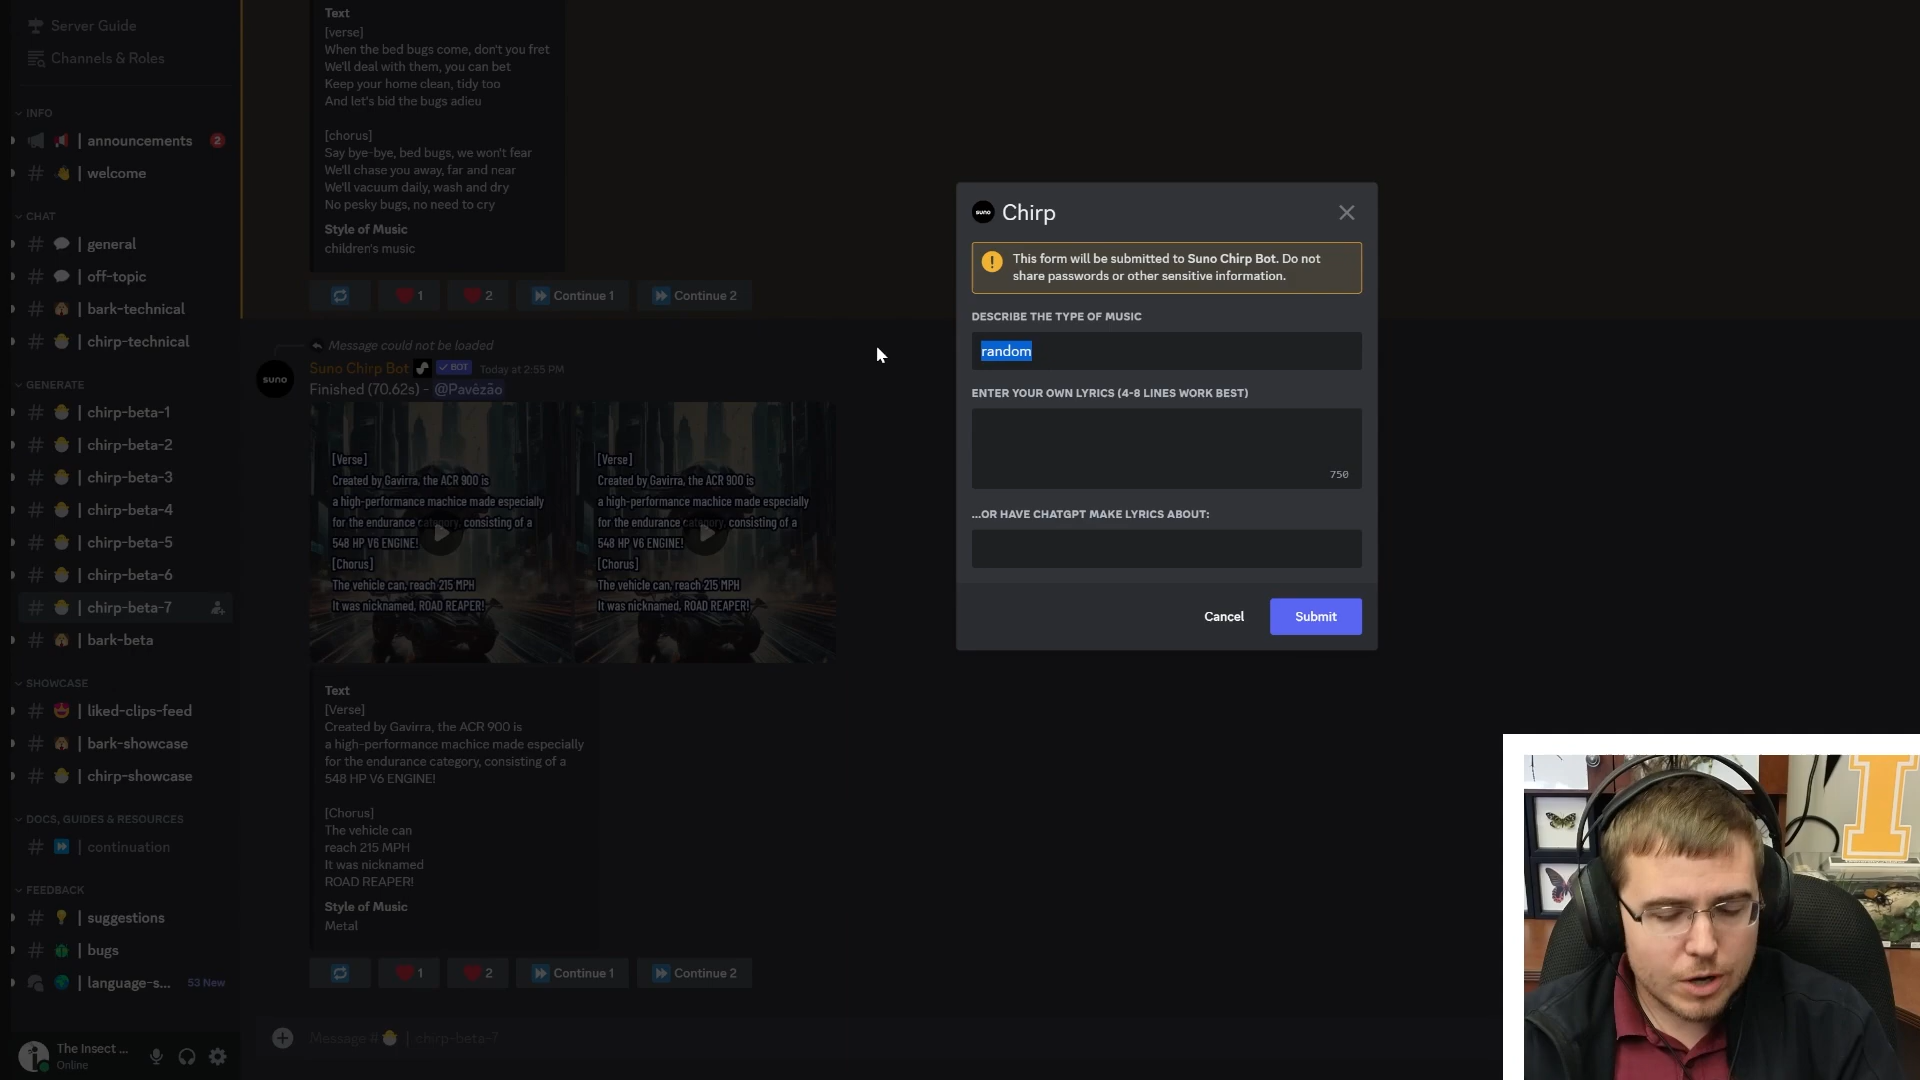 Server Guide
Channels & Roles
INFO
| announcements
2
# | welcome
CHAT
# | general
# | off-topic
# | bark-technical
# | chirp-technical
GENERATE
# | chirp-beta-1
# | chirp-beta-2
# | chirp-beta-3
# | chirp-beta-4
# | chirp-beta-5
# | chirp-beta-6
# | chirp-beta-7
# | bark-beta
SHOWCASE
# | liked-clips-feed
# | bark-showcase
# | chirp-showcase
DOCS, GUIDES & RESOURCES
# | continuation
FEEDBACK
# | suggestions
# | bugs
| language-s...
53 New
The Insect ...
Online
Text
[verse]
When the bed bugs come, don't you fret
We'll deal with them, you can bet
Keep your home clean, tidy too
And let's bid the bugs adieu
[chorus]
Say bye-bye, bed bugs, we won't fear
We'll chase you away, far and near
We'll vacuum daily, wash and dry
No pesky bugs, no need to cry
Style of Music
children's music
1
2
Continue 1
Continue 2
Message could not be loaded
suno
Suno Chirp Bot
✓ BOT
Today at 2:55 PM
Finished (70.62s) - @Pavézão
[Verse]
Created by Gavirra, the ACR 900 is
a high-performance machice made especially
for the endurance category, consisting of a
548 HP V6 ENGINE!
[Chorus]
The vehicle can, reach 215 MPH
It was nicknamed, ROAD REAPER!
[Verse]
Created by Gavirra, the ACR 900 is
a high-performance machice made especially
for the endurance category, consisting of a
548 HP V6 ENGINE!
[Chorus]
The vehicle can, reach 215 MPH
It was nicknamed, ROAD REAPER!
Text
[Verse]
Created by Gavirra, the ACR 900 is
a high-performance machice made especially
for the endurance category, consisting of a
548 HP V6 ENGINE!
[Chorus]
The vehicle can
reach 215 MPH
It was nicknamed
ROAD REAPER!
Style of Music
Metal
1
2
Continue 1
Continue 2
Message # | chirp-beta-7
suno
Chirp
This form will be submitted to Suno Chirp Bot. Do not
share passwords or other sensitive information.
DESCRIBE THE TYPE OF MUSIC
random
ENTER YOUR OWN LYRICS (4-8 LINES WORK BEST)
750
...OR HAVE CHATGPT MAKE LYRICS ABOUT:
Cancel
Submit
I